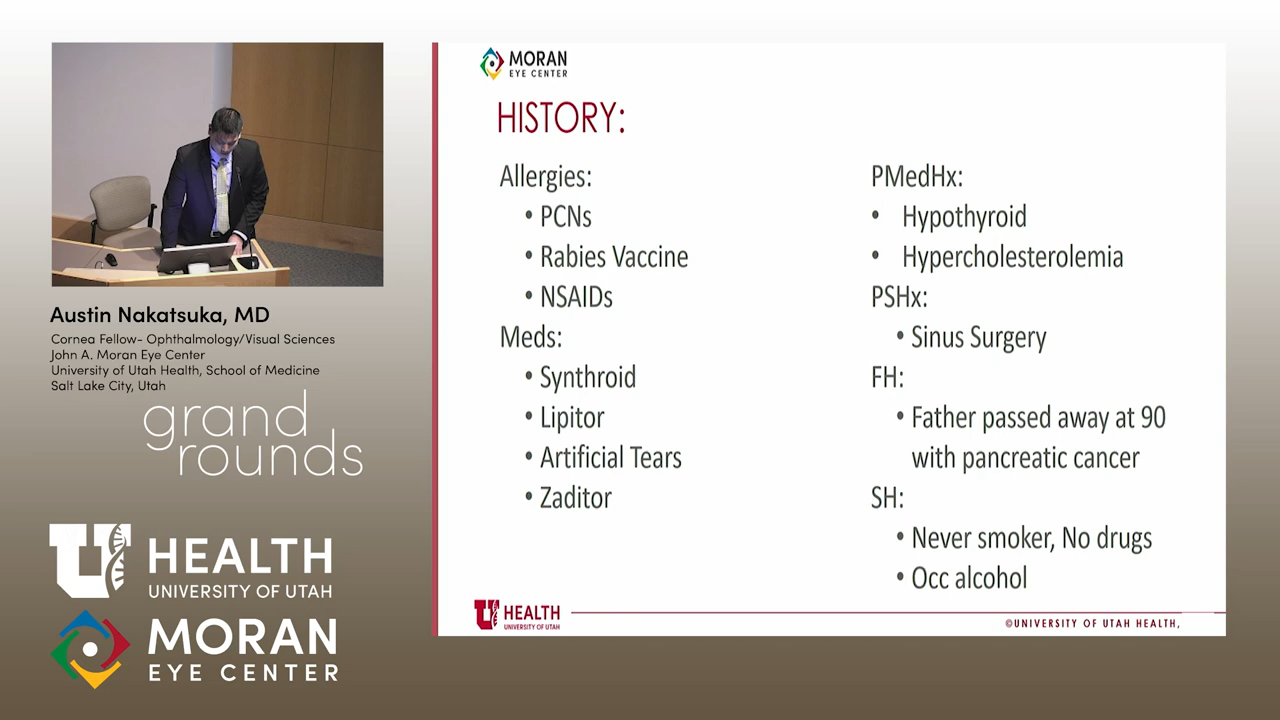 Austin Nakatsuka, MD
Cornea Fellow- Ophthalmology/Visual Sciences
John A. Moran Eye Center
University of Utah Health, School of Medicine
Salt Lake City, Utah
grand
rounds
U HEALTH
UNIVERSITY OF UTAH
MORAN
EYE CENTER
MORAN
EYE CENTER
HISTORY:
Allergies:
• PCNs
• Rabies Vaccine
• NSAIDs
Meds:
• Synthroid
• Lipitor
• Artificial Tears
• Zaditor
PMedHx:
• Hypothyroid
• Hypercholesterolemia
PSHx:
• Sinus Surgery
FH:
• Father passed away at 90
with pancreatic cancer
SH:
• Never smoker, No drugs
• Occ alcohol
U HEALTH
UNIVERSITY OF UTAH
©UNIVERSITY OF UTAH HEALTH,